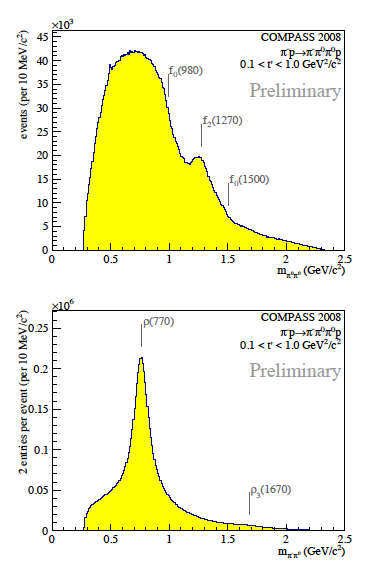 ×10³
COMPASS 2008
π⁻p→π⁻π⁰π⁰p
0.1 < t' < 1.0 GeV²/c²
Preliminary
f₀(980)
f₂(1270)
f₀(1500)
events (per 10 MeV/c²)
45
40
35
30
25
20
15
10
5
0
0 0.5 1 1.5 2 2.5
m π⁰π⁰ (GeV/c²)
×10⁶
COMPASS 2008
π⁻p→π⁻π⁰π⁰p
0.1 < t' < 1.0 GeV²/c²
Preliminary
ρ(770)
ρ₃(1670)
2 entries per event (per 10 MeV/c²)
0.25
0.2
0.15
0.1
0.05
0
0 0.5 1 1.5 2 2.5
m π⁻π⁰ (GeV/c²)